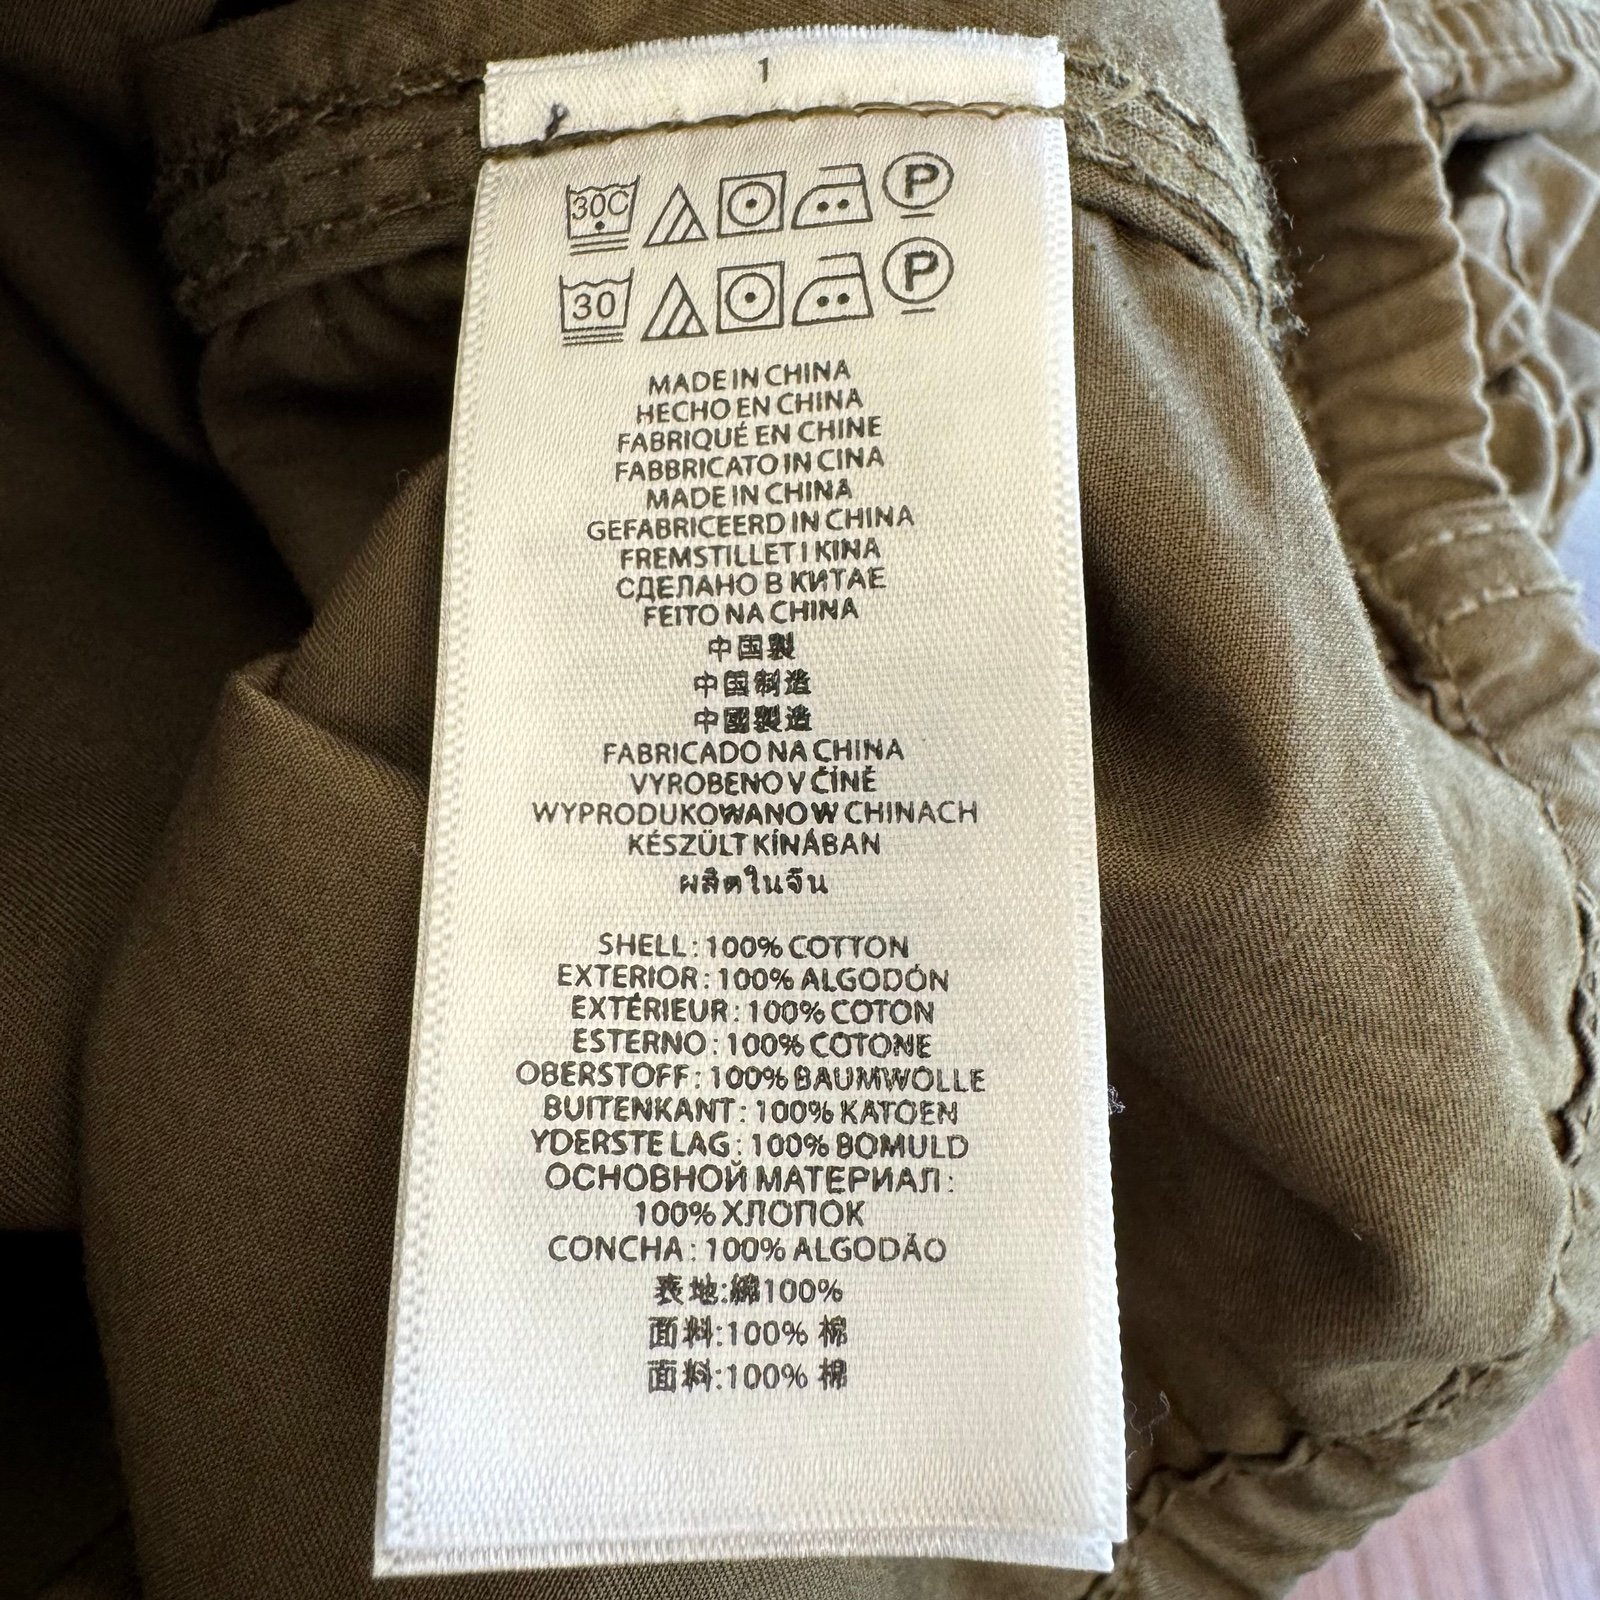 1
30C P
30 P
MADE IN CHINA
HECHO EN CHINA
FABRIQUÉ EN CHINE
FABBRICATO IN CINA
MADE IN CHINA
GEFABRICEERD IN CHINA
FREMSTILLET I KINA
СДЕЛАНО В КИТАЕ
FEITO NA CHINA
中国製
中国制造
中國製造
FABRICADO NA CHINA
VYROBENO V ČÍNĚ
WYPRODUKOWANO W CHINACH
KÉSZÜLT KÍNÁBAN
ผลิตในจีน
SHELL : 100% COTTON
EXTERIOR : 100% ALGODÓN
EXTÉRIEUR : 100% COTON
ESTERNO : 100% COTONE
OBERSTOFF : 100% BAUMWOLLE
BUITENKANT : 100% KATOEN
YDERSTE LAG : 100% BOMULD
ОСНОВНОЙ МАТЕРИАЛ :
100% ХЛОПОК
CONCHA : 100% ALGODÃO
表地:綿100%
面料:100% 棉
面料:100% 棉